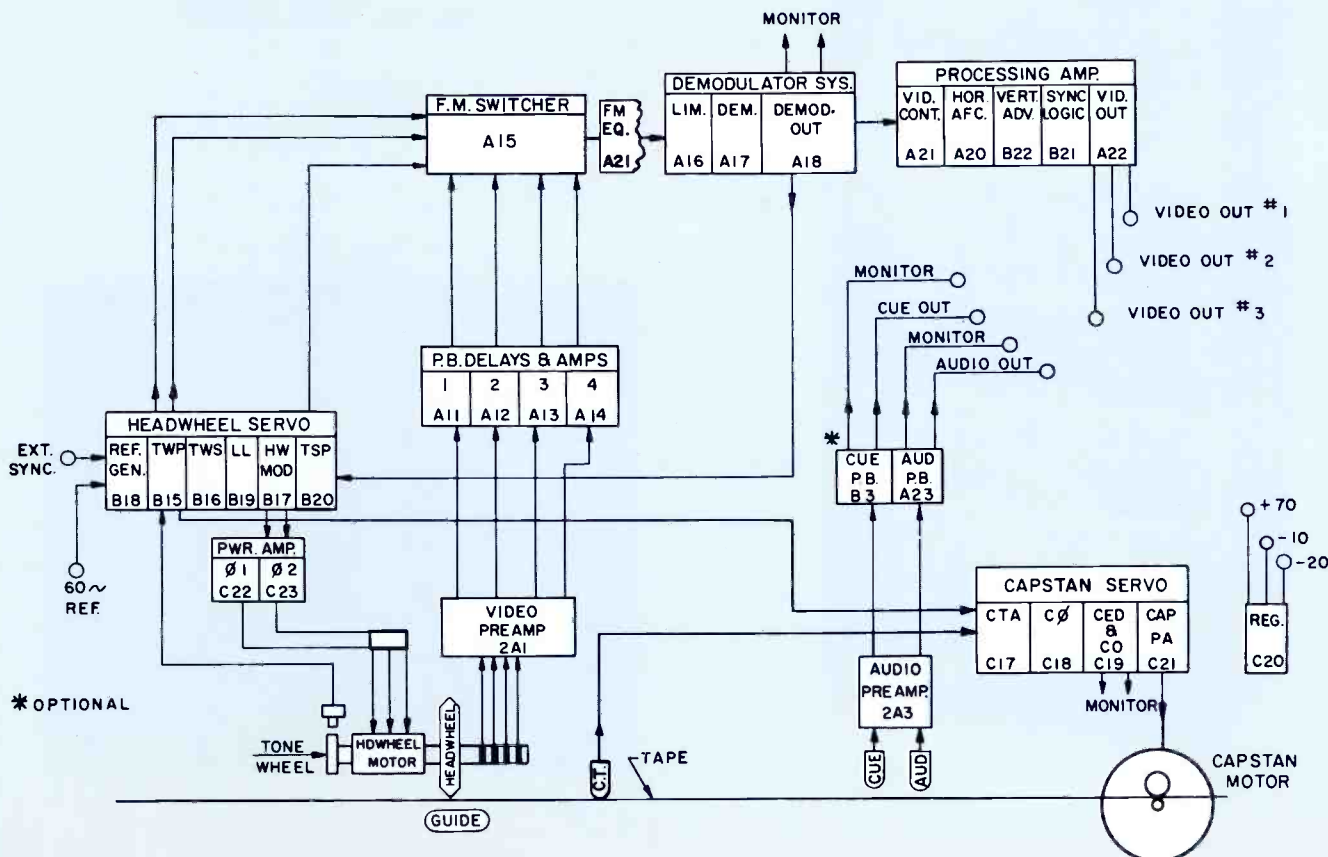 MONITOR
DEMODULATOR SYS.
LIM. DEM. DEMOD. OUT
A16 A17 A18
PROCESSING AMP.
VID. CONT. HOR. AFC. VERT. ADV. SYNC LOGIC VID. OUT
A21 A20 B22 B21 A22
F.M. SWITCHER
A15
FM
EQ.
A21
VIDEO OUT #1
VIDEO OUT #2
VIDEO OUT #3
MONITOR
CUE OUT
MONITOR
AUDIO OUT
P.B. DELAYS & AMPS
1 2 3 4
A11 A12 A13 A14
HEADWHEEL SERVO
REF. GEN. TWP TWS LL HW MOD TSP
B18 B15 B16 B19 B17 B20
EXT.
SYNC.
60~
REF.
*
CUE P.B. AUD P.B.
B3 A23
+70
-10
-20
REG.
C20
PWR. AMP.
Ø1 Ø2
C22 C23
CAPSTAN SERVO
CTA CØ CED & CO CAP PA
C17 C18 C19 C21
MONITOR
VIDEO
PREAMP
2A1
AUDIO
PREAMP.
2A3
* OPTIONAL
TONE
WHEEL
HDWHEEL
MOTOR
HEADWHEEL
C.T.
TAPE
CUE
AUD
CAPSTAN
MOTOR
GUIDE